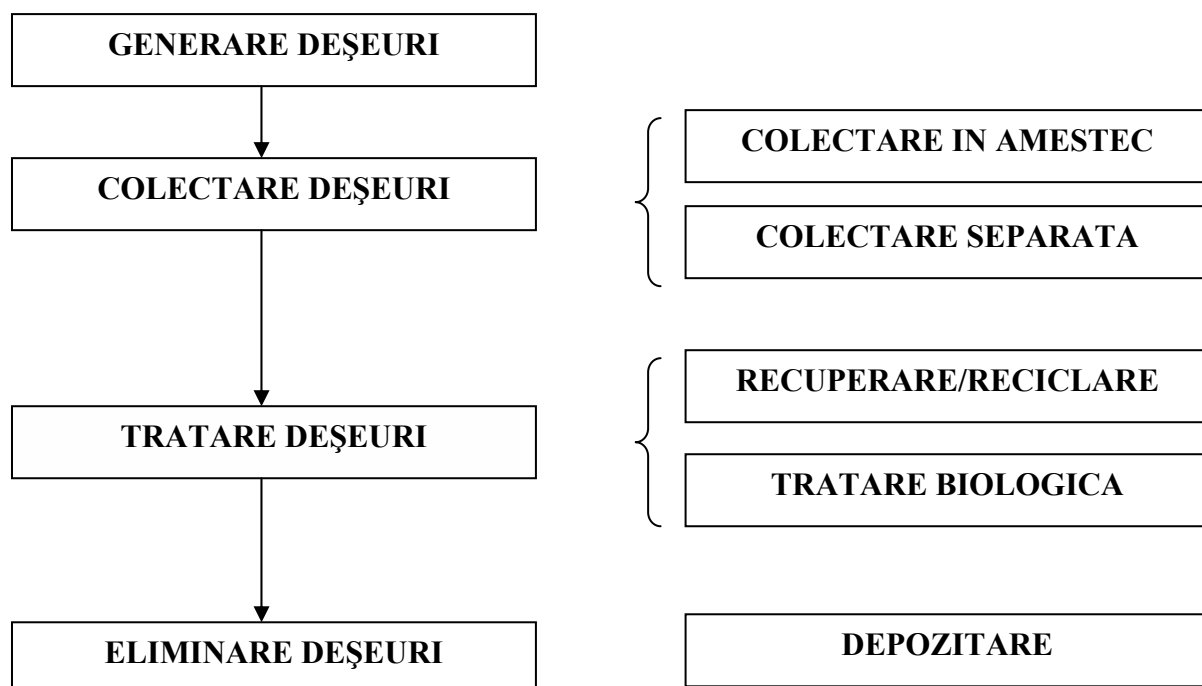 GENERARE DEŞEURI
COLECTARE DEŞEURI
COLECTARE IN AMESTEC
COLECTARE SEPARATA
TRATARE DEŞEURI
RECUPERARE/RECICLARE
TRATARE BIOLOGICA
ELIMINARE DEŞEURI
DEPOZITARE